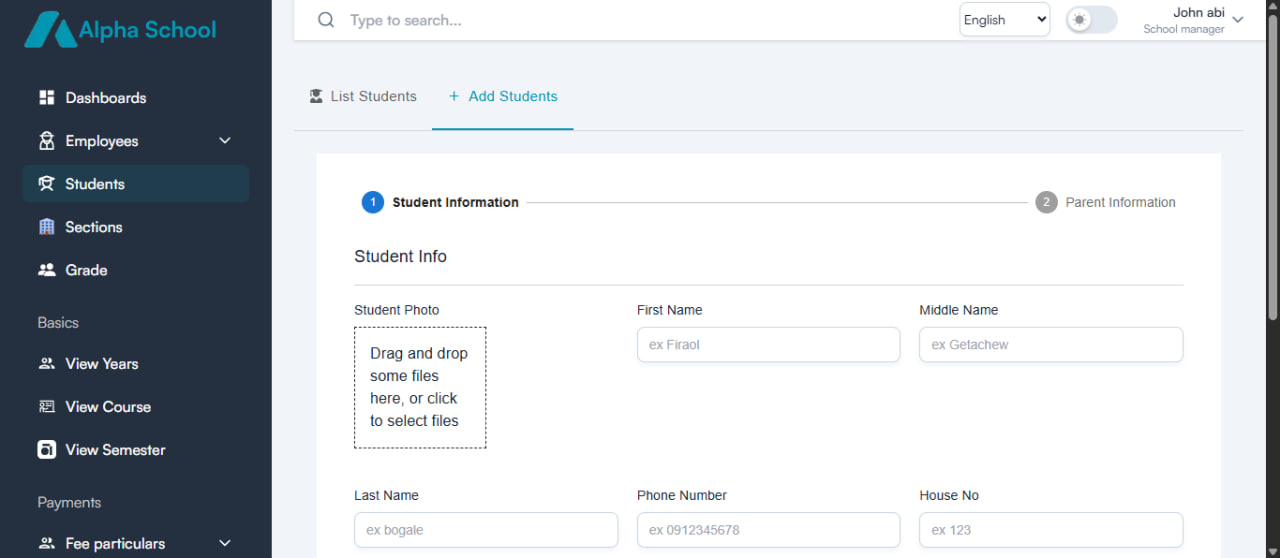 Alpha School
Type to search...
English
John abi
School manager
Dashboards
Employees
Students
Sections
Grade
Basics
View Years
View Course
View Semester
Payments
Fee particulars
List Students
+ Add Students
1 Student Information
2 Parent Information
Student Info
Student Photo
Drag and drop
some files
here, or click
to select files
First Name
ex Firaol
Middle Name
ex Getachew
Last Name
ex bogale
Phone Number
ex 0912345678
House No
ex 123